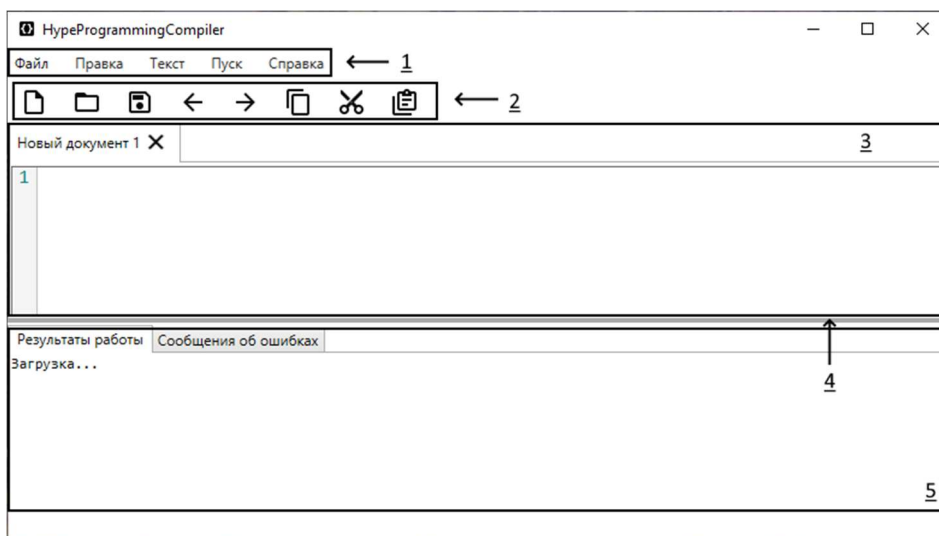 HypeProgrammingCompiler
Файл Правка Текст Пуск Справка 1
2
Новый документ 1 3
1
Результаты работы Сообщения об ошибках
Загрузка...
4
5